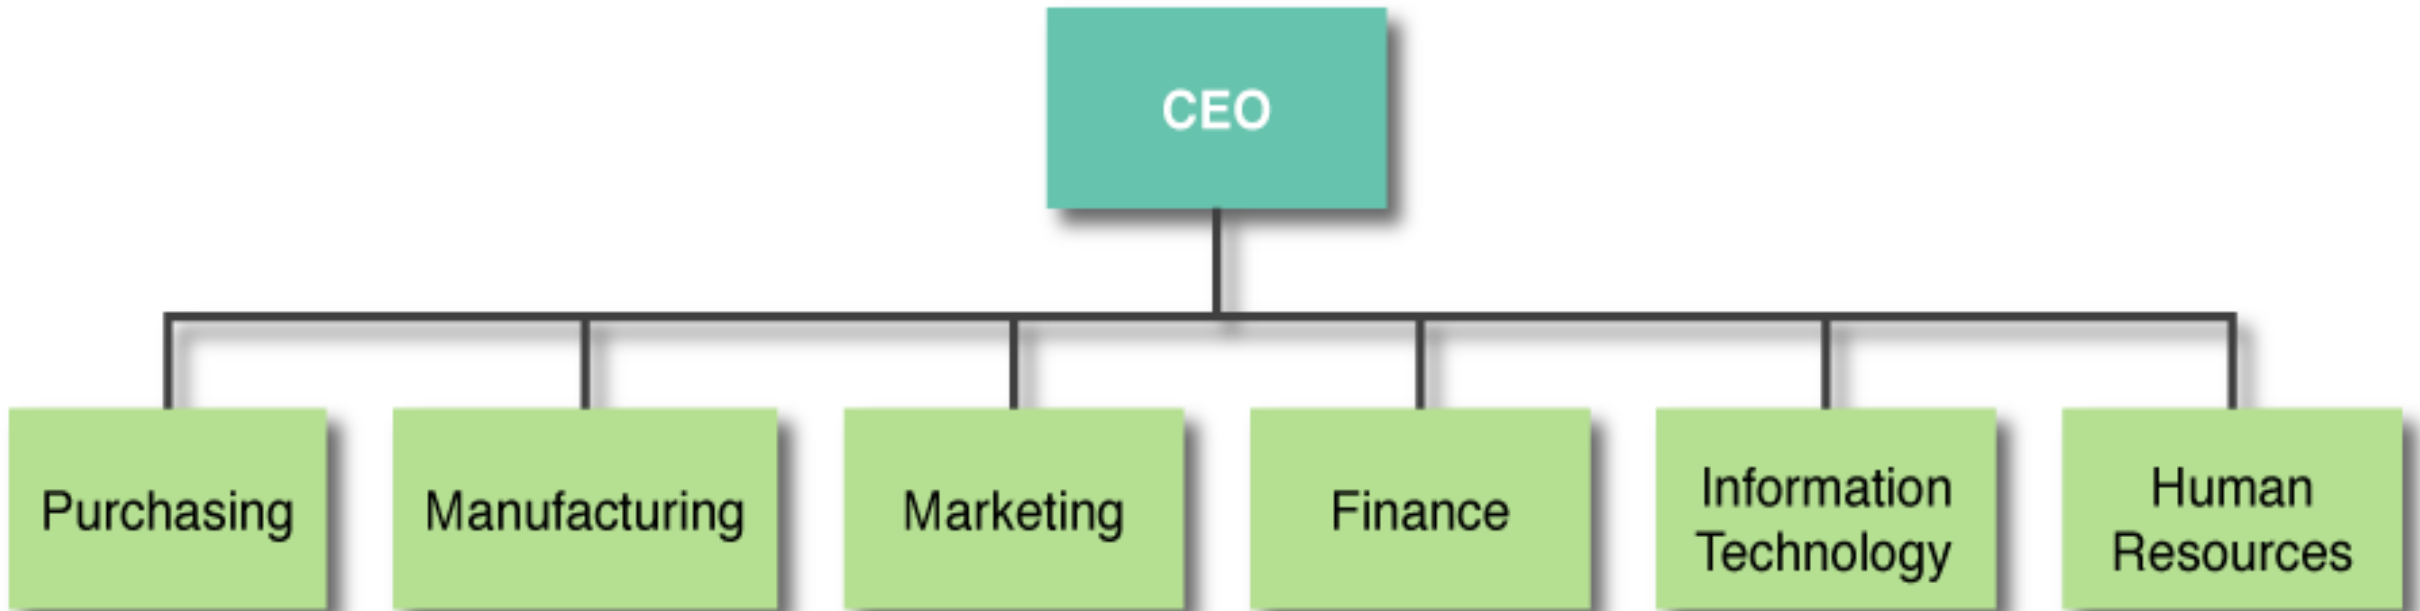 CEO
Purchasing
Manufacturing
Marketing
Finance
Information
Technology
Human
Resources